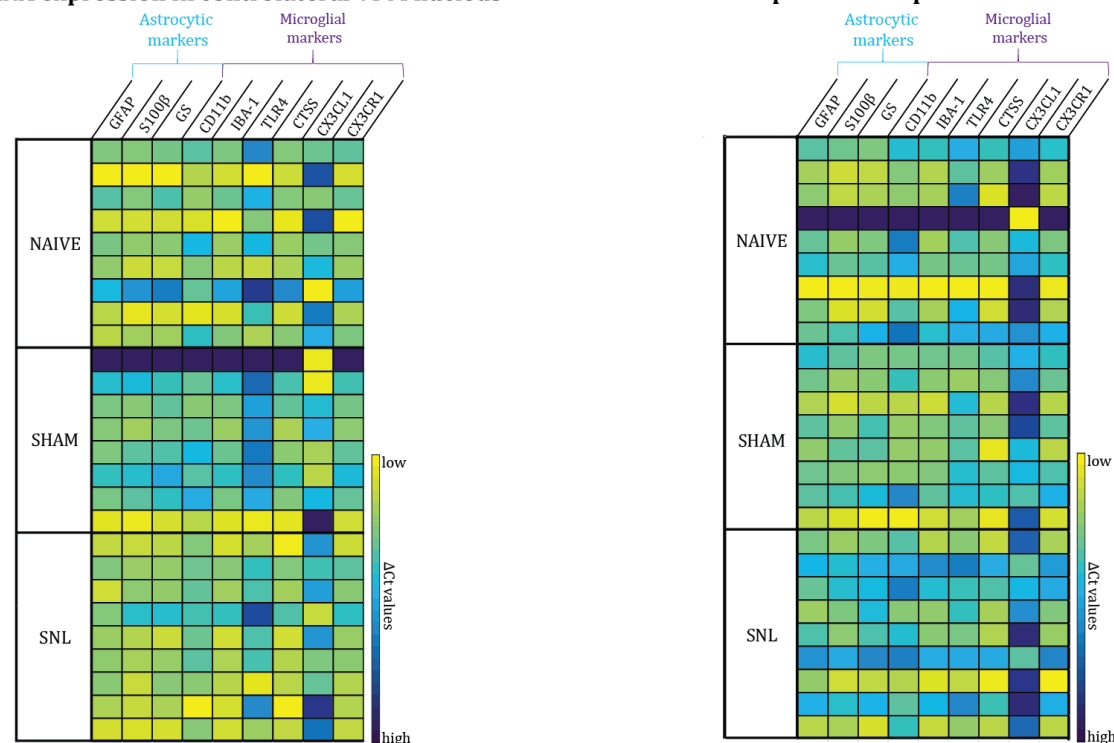 Astrocytic
markers
Microglial
markers
GFAP
S100β
GS
CD11b
IBA-1
TLR4
CTSS
CX3CL1
CX3CR1
NAIVE
SHAM
SNL
low
ΔCt values
high
Astrocytic
markers
Microglial
markers
GFAP
S100β
GS
CD11b
IBA-1
TLR4
CTSS
CX3CL1
CX3CR1
NAIVE
SHAM
SNL
low
ΔCt values
high